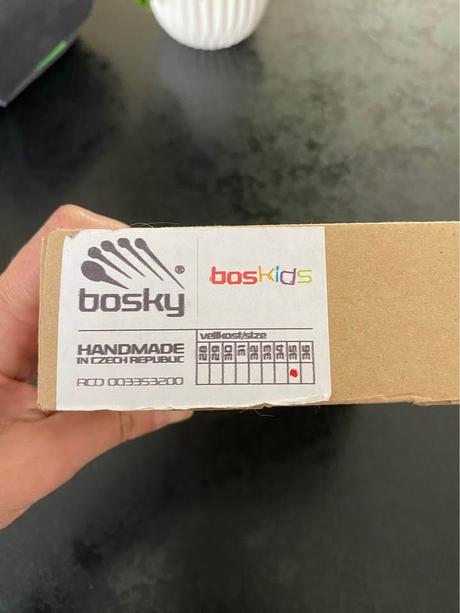 bosky®
boskids
HANDMADE
IN CZECH REPUBLIC
RCD 003353200
velikost/size
28 29 30 31 32 33 34 35 36